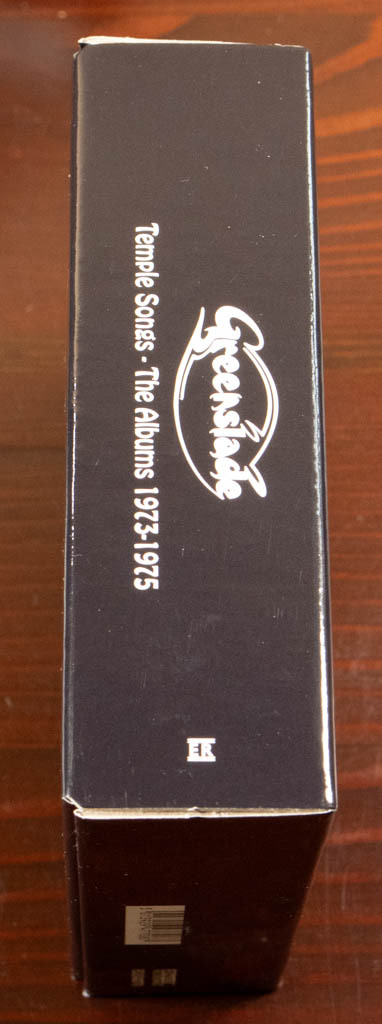 Greenslade
Temple Songs - The Albums 1973-1975
ER